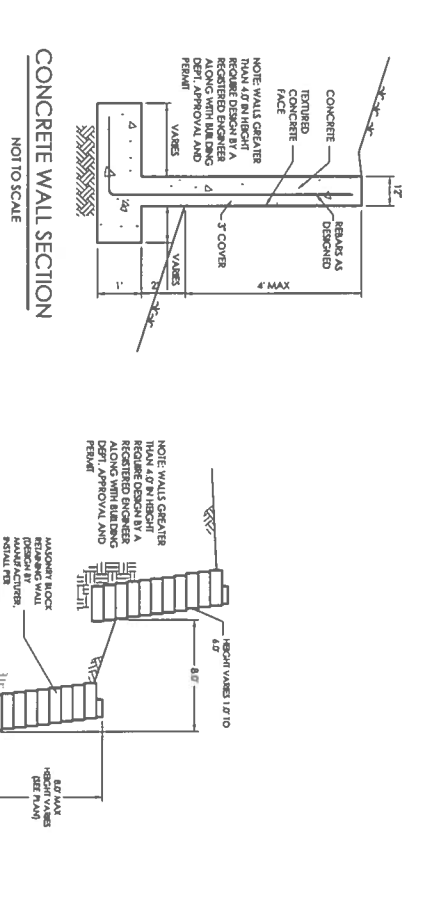 12"
CONCRETE
TEXTURED
CONCRETE
FACE
NOTE: WALLS GREATER
THAN 4.0' IN HEIGHT
REQUIRE DESIGN BY A
REGISTERED ENGINEER
ALONG WITH BUILDING
DEPT. APPROVAL AND
PERMIT
REBARS AS
DESIGNED
4' MAX
3" COVER
VARIES
VARIES
2'
1'
CONCRETE WALL SECTION
NOT TO SCALE
HEIGHT VARIES 1.0' TO
6.0'
8.0'
NOTE: WALLS GREATER
THAN 4.0' IN HEIGHT
REQUIRE DESIGN BY A
REGISTERED ENGINEER
ALONG WITH BUILDING
DEPT. APPROVAL AND
PERMIT
8.0' MAX
HEIGHT VARIES
(SEE PLAN)
MASONRY BLOCK
RETAINING WALL
(DESIGN BY
MANUFACTURER,
INSTALL PER